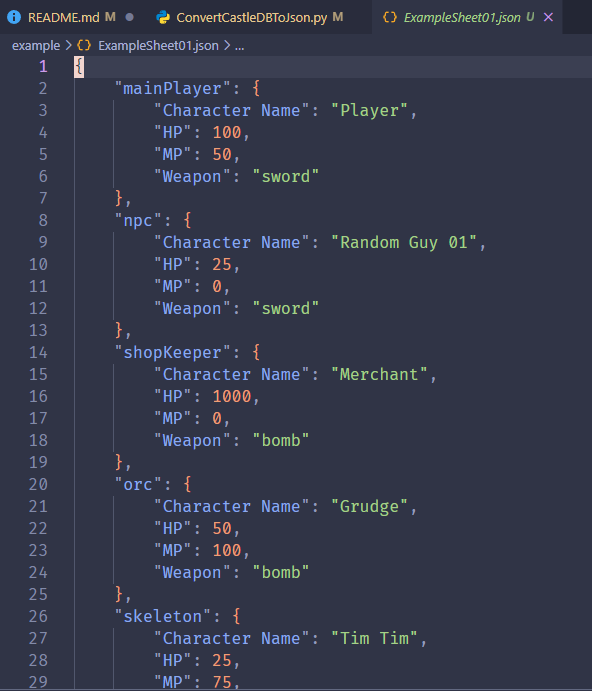 README.md M ConvertCastleDBToJson.py M ExampleSheet01.json U
example > ExampleSheet01.json > ...
1 {
2     "mainPlayer": {
3         "Character Name": "Player",
4         "HP": 100,
5         "MP": 50,
6         "Weapon": "sword"
7     },
8     "npc": {
9         "Character Name": "Random Guy 01",
10         "HP": 25,
11         "MP": 0,
12         "Weapon": "sword"
13     },
14     "shopKeeper": {
15         "Character Name": "Merchant",
16         "HP": 1000,
17         "MP": 0,
18         "Weapon": "bomb"
19     },
20     "orc": {
21         "Character Name": "Grudge",
22         "HP": 50,
23         "MP": 100,
24         "Weapon": "bomb"
25     },
26     "skeleton": {
27         "Character Name": "Tim Tim",
28         "HP": 25,
29         "MP": 75,